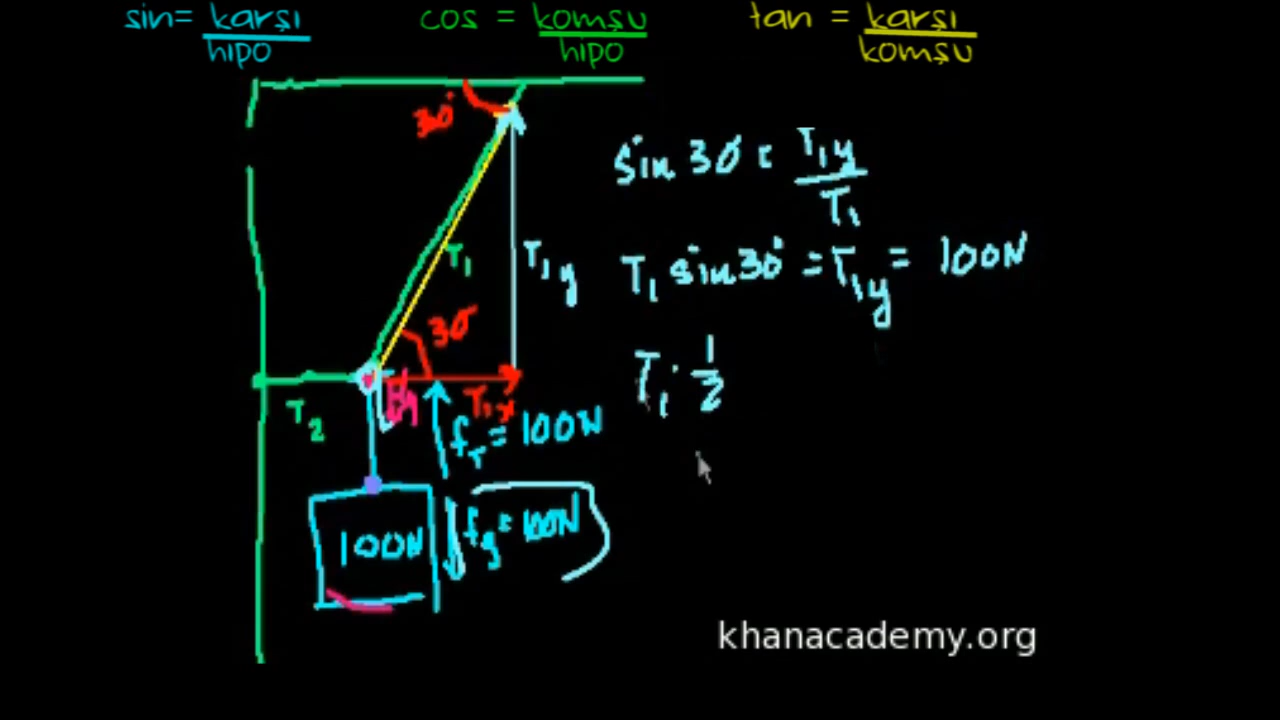 sin= karşı / hipo
cos = komşu / hipo
tan = karşı / komşu
30°
sin 30° = T₁y / T₁
T₁
T₁y
T₁ sin30° = T₁y = 100N
30°
T₁ · 1/2
T₂
T₁x
fT = 100N
100N
fg = 100N
khanacademy.org